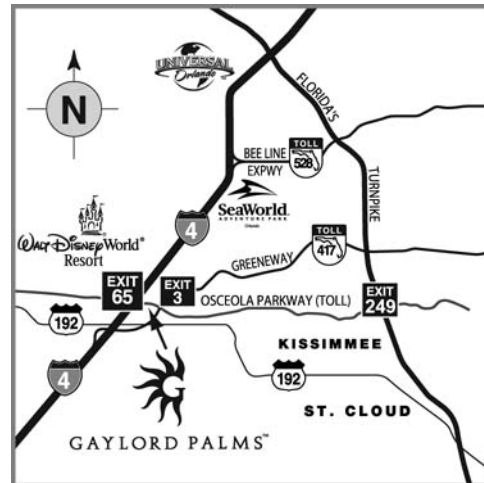 UNIVERSAL
Orlando
N
FLORIDA'S
TURNPIKE
BEE LINE
EXPWY
TOLL
528
SeaWorld
ADVENTURE PARK
Orlando
4
WALT DISNEY World®
Resort
TOLL
417
GREENEWAY
EXIT
65
EXIT
3
OSCEOLA PARKWAY (TOLL)
EXIT
249
192
KISSIMMEE
4
192
ST. CLOUD
G
GAYLORD PALMS™